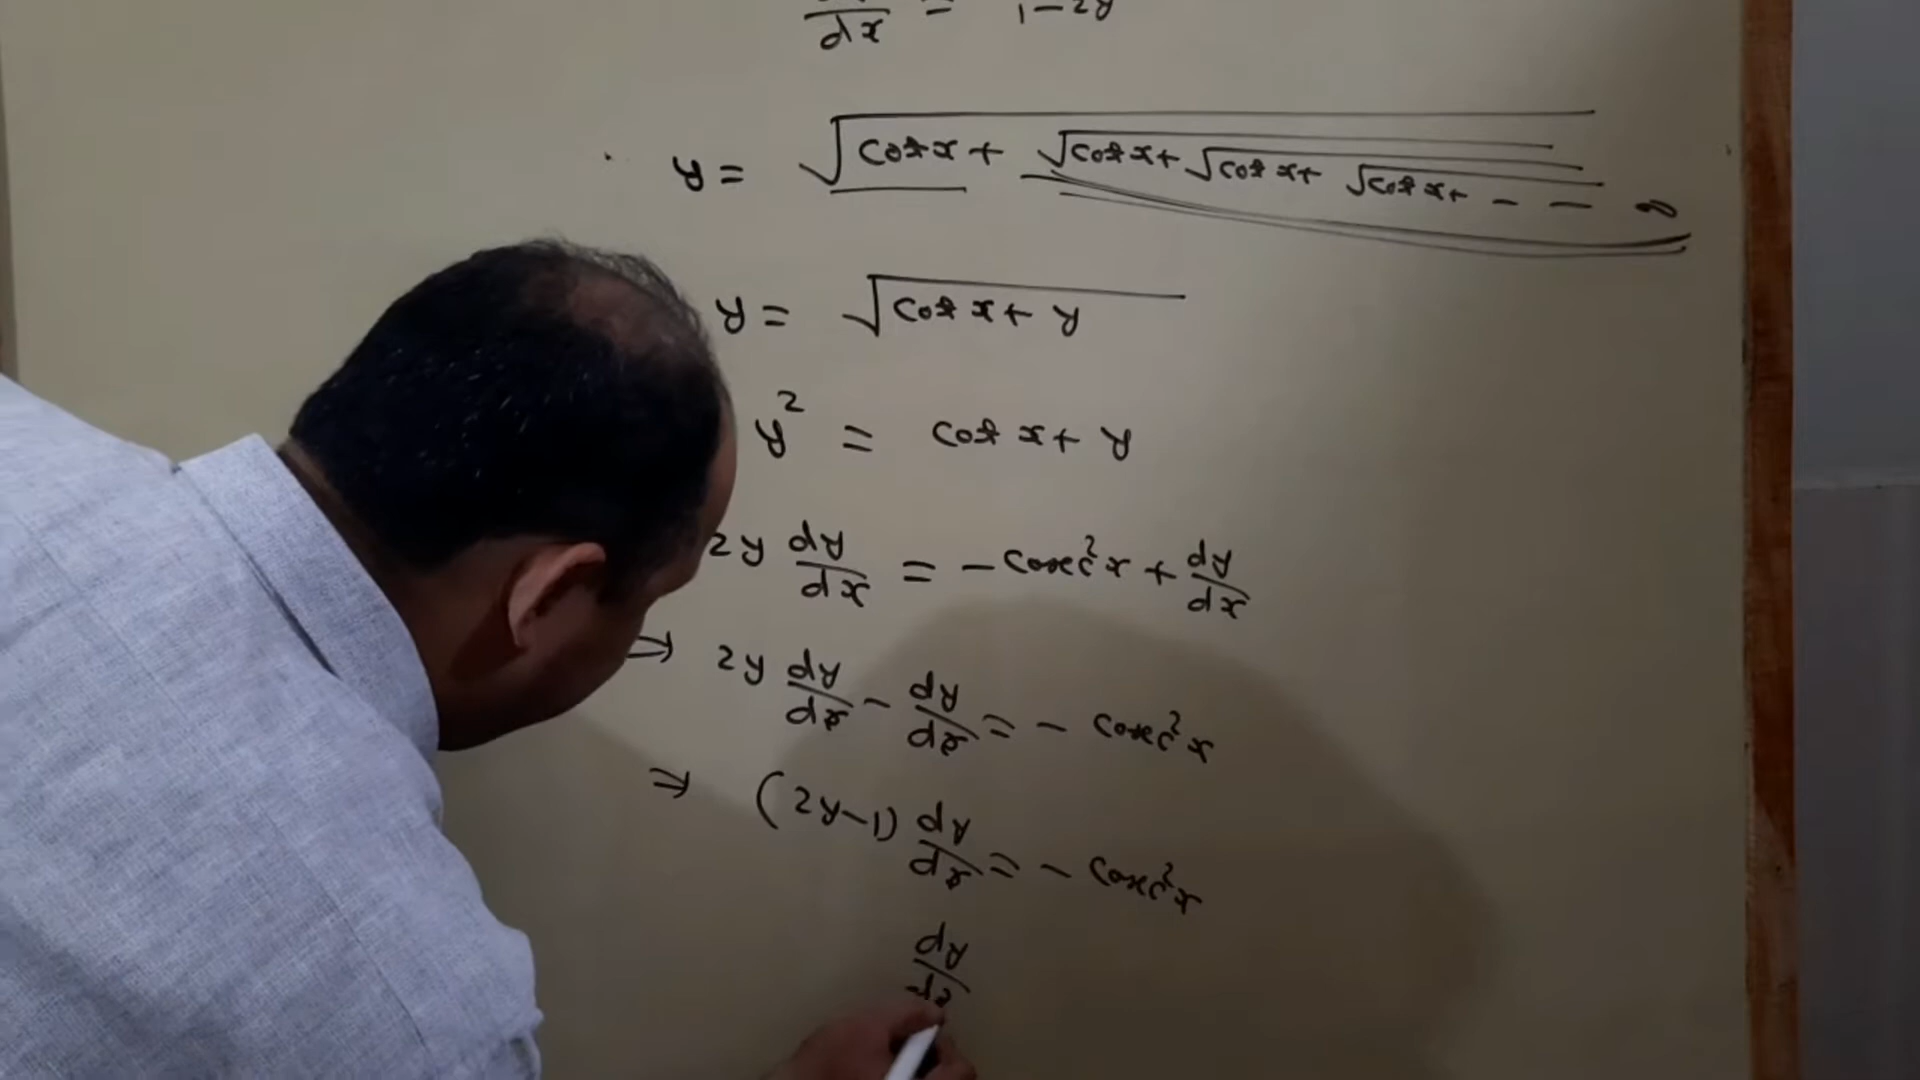 dy/dx = 1-2y
y = √(cot x + √(cot x + √(cot x + √(cot x + - - ∞
y = √(cot x + y)
y² = cot x + y
2y dy/dx = - cosec²x + dy/dx
⇒ 2y dy/dx - dy/dx = - cosec²x
⇒ (2y-1) dy/dx = - cosec²x
dy/dx